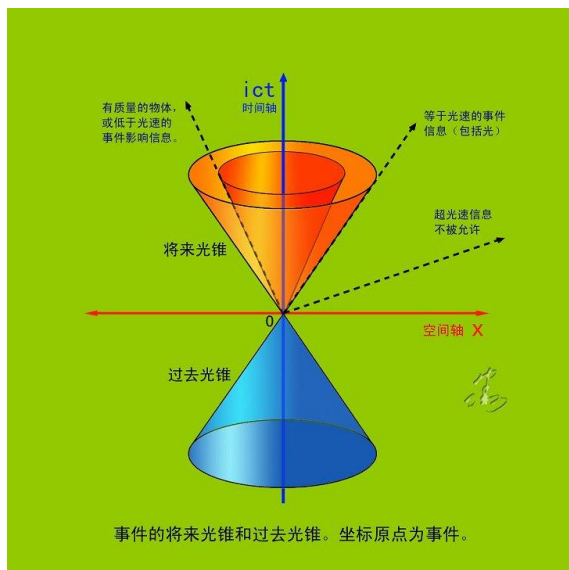 ict
时间轴
有质量的物体，
或低于光速的
事件影响信息。
等于光速的事件
信息（包括光）
超光速信息
不被允许
将来光锥
0
空间轴 X
过去光锥
事件的将来光锥和过去光锥。坐标原点为事件。